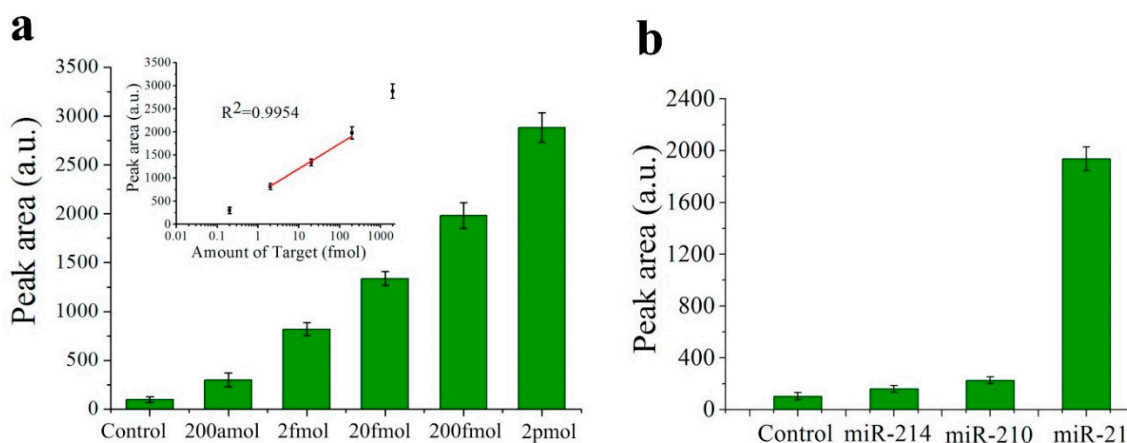 a
Peak area (a.u.)
3500
3000
2500
2000
1500
1000
500
0
Control 200amol 2fmol 20fmol 200fmol 2pmol
Peak area (a.u.)
3500
3000
2500
2000
1500
1000
500
0
R2=0.9954
0.01 0.1 1 10 100 1000
Amount of Target (fmol)
b
Peak area (a.u.)
2400
2000
1600
1200
800
400
0
Control miR-214 miR-210 miR-21